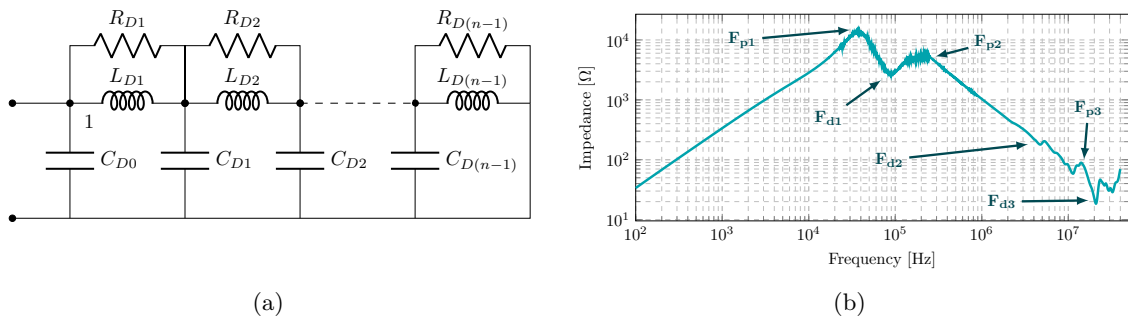 R_{D1}
R_{D2}
R_{D(n−1)}
L_{D1}
L_{D2}
L_{D(n−1)}
1
C_{D0}
C_{D1}
C_{D2}
C_{D(n−1)}
(a)
Impedance [Ω]
10^4
10^3
10^2
10^1
F_{p1}
F_{p2}
F_{d1}
F_{p3}
F_{d2}
F_{d3}
10^2
10^3
10^4
10^5
10^6
10^7
Frequency [Hz]
(b)